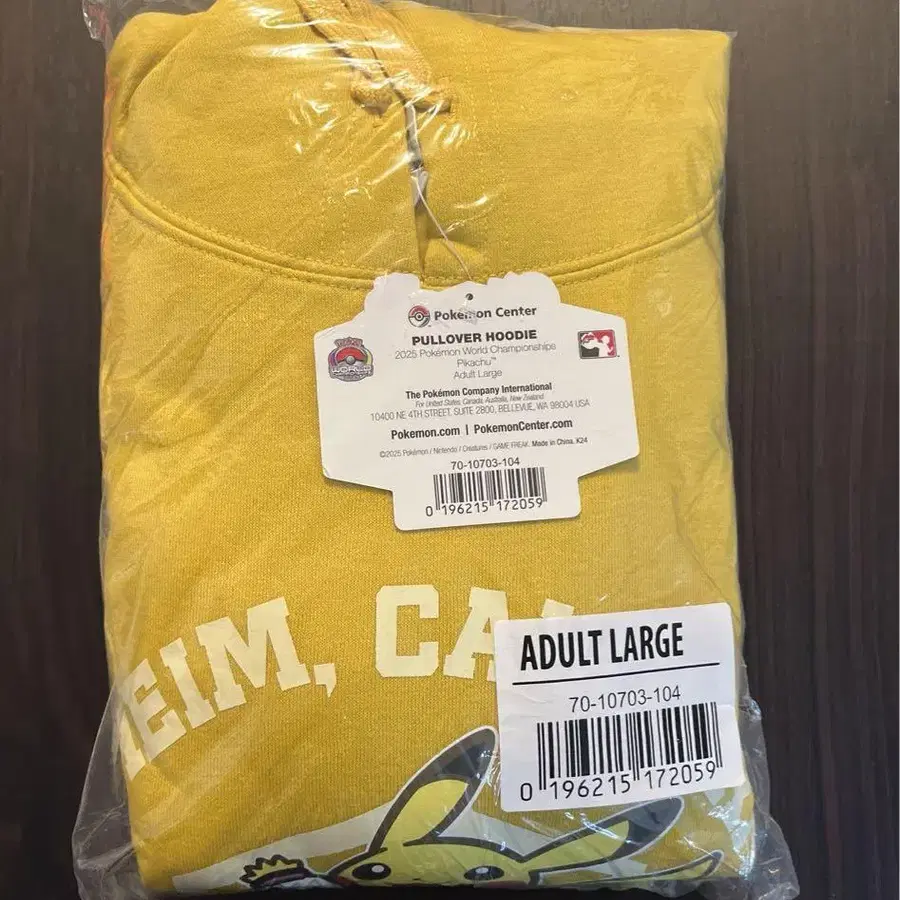 Pokémon Center
PULLOVER HOODIE
2025 Pokémon World Championships
Pikachu™
Adult Large
WORLD
The Pokémon Company International
For United States, Canada, Australia, New Zealand
10400 NE 4TH STREET, SUITE 2800, BELLEVUE, WA 98004 USA
Pokemon.com | PokemonCenter.com
©2025 Pokémon / Nintendo / Creatures / GAME FREAK. Made in China. K24
70-10703-104
0 196215 172059
EIM, CA
ADULT LARGE
70-10703-104
0 196215 172059